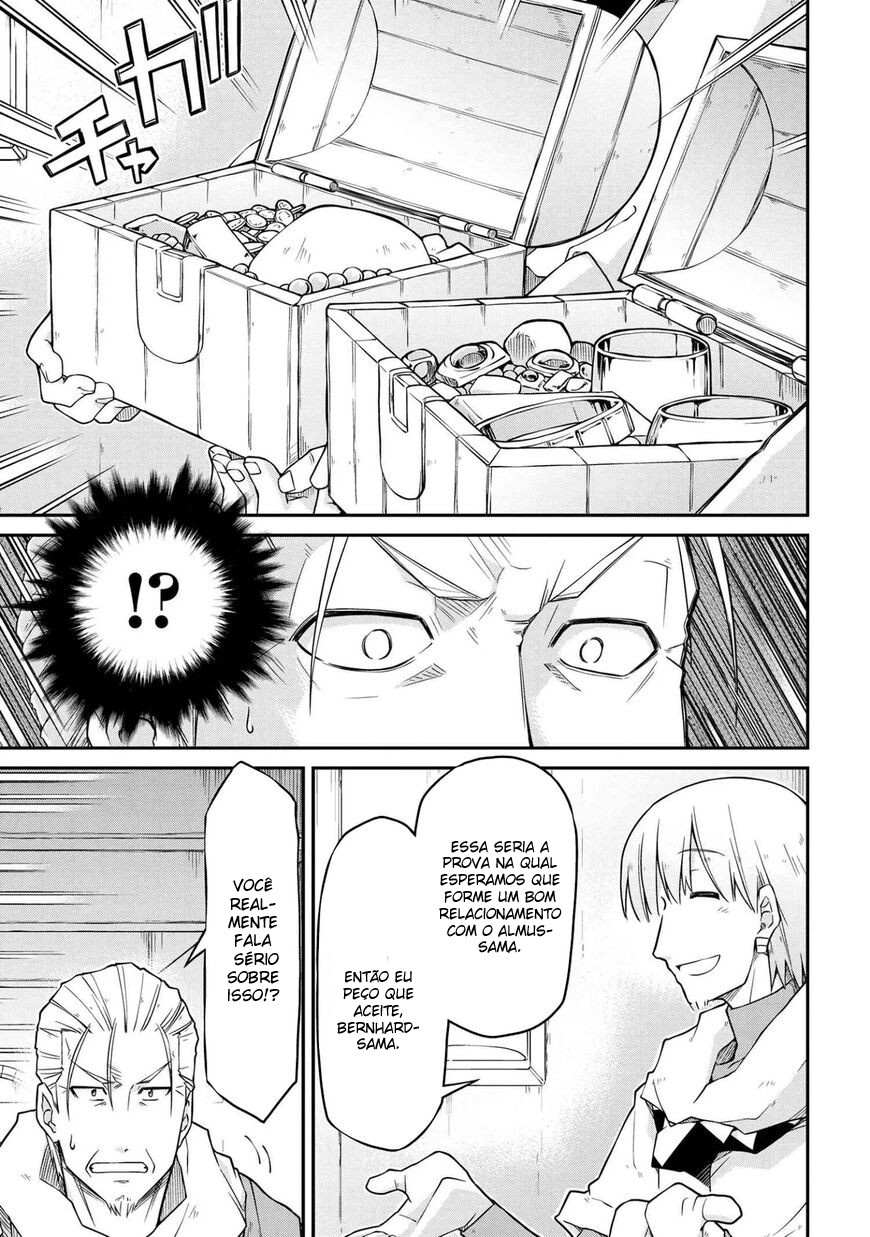 ガチャ
!?
ESSA SERIA A
PROVA NA QUAL
ESPERAMOS QUE
FORME UM BOM
RELACIONAMENTO
COM O ALMUS-
SAMA.
ENTÃO EU
PEÇO QUE
ACEITE,
BERNHARD-
SAMA.
VOCÊ
REAL-
MENTE
FALA
SÉRIO
SOBRE
ISSO!?